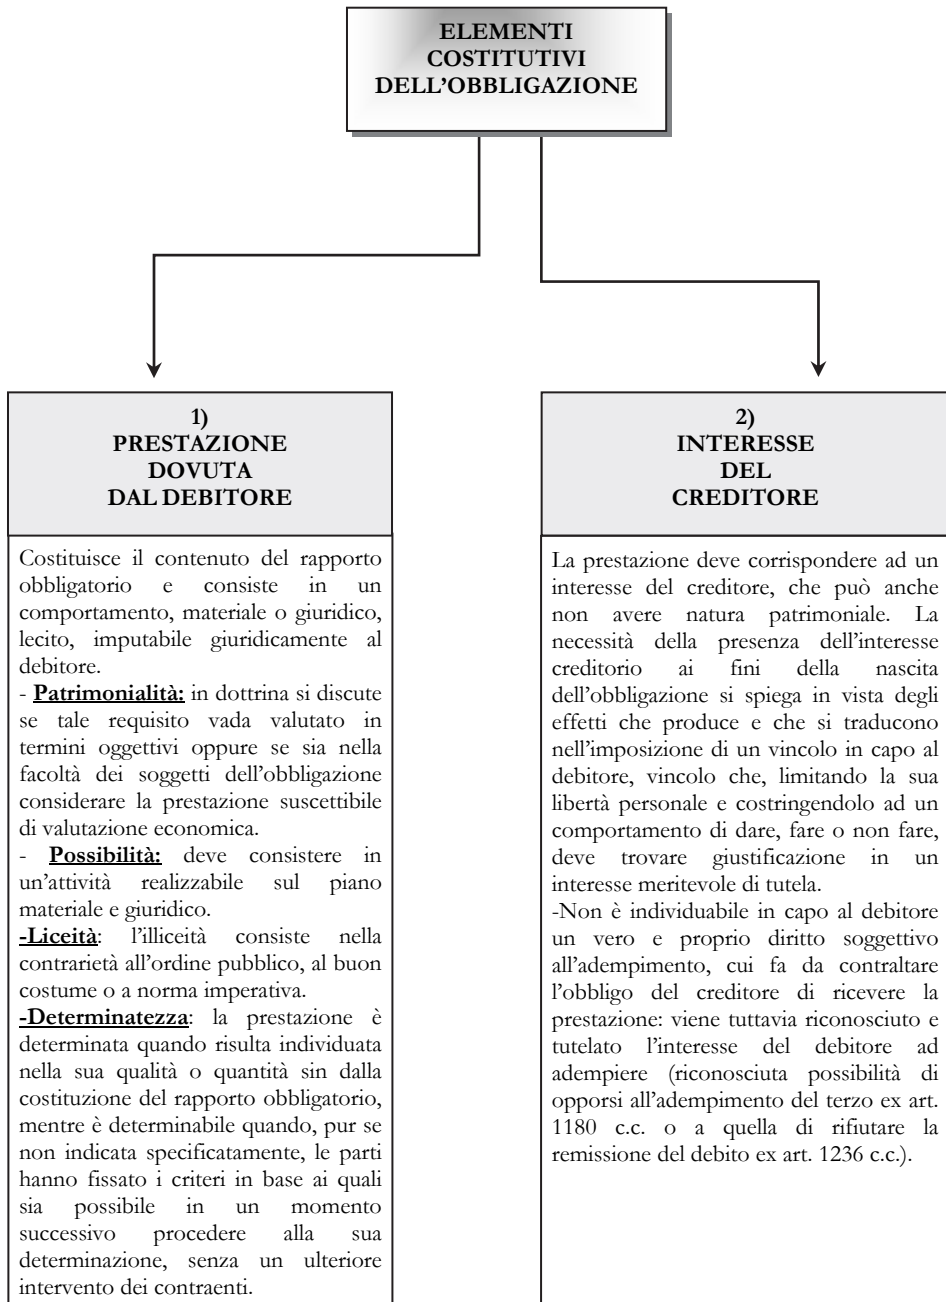 ELEMENTI
COSTITUTIVI
DELL'OBBLIGAZIONE
1)
PRESTAZIONE
DOVUTA
DAL DEBITORE
Costituisce il contenuto del rapporto
obbligatorio e consiste in un
comportamento, materiale o giuridico,
lecito, imputabile giuridicamente al
debitore.
- Patrimonialità: in dottrina si discute
se tale requisito vada valutato in
termini oggettivi oppure se sia nella
facoltà dei soggetti dell'obbligazione
considerare la prestazione suscettibile
di valutazione economica.
- Possibilità: deve consistere in
un'attività realizzabile sul piano
materiale e giuridico.
-Liceità: l'illiceità consiste nella
contrarietà all'ordine pubblico, al buon
costume o a norma imperativa.
-Determinatezza: la prestazione è
determinata quando risulta individuata
nella sua qualità o quantità sin dalla
costituzione del rapporto obbligatorio,
mentre è determinabile quando, pur se
non indicata specificatamente, le parti
hanno fissato i criteri in base ai quali
sia possibile in un momento
successivo procedere alla sua
determinazione, senza un ulteriore
intervento dei contraenti.
2)
INTERESSE
DEL
CREDITORE
La prestazione deve corrispondere ad un
interesse del creditore, che può anche
non avere natura patrimoniale. La
necessità della presenza dell'interesse
creditorio ai fini della nascita
dell'obbligazione si spiega in vista degli
effetti che produce e che si traducono
nell'imposizione di un vincolo in capo al
debitore, vincolo che, limitando la sua
libertà personale e costringendolo ad un
comportamento di dare, fare o non fare,
deve trovare giustificazione in un
interesse meritevole di tutela.
-Non è individuabile in capo al debitore
un vero e proprio diritto soggettivo
all'adempimento, cui fa da contraltare
l'obbligo del creditore di ricevere la
prestazione: viene tuttavia riconosciuto e
tutelato l'interesse del debitore ad
adempiere (riconosciuta possibilità di
opporsi all'adempimento del terzo ex art.
1180 c.c. o a quella di rifiutare la
remissione del debito ex art. 1236 c.c.).